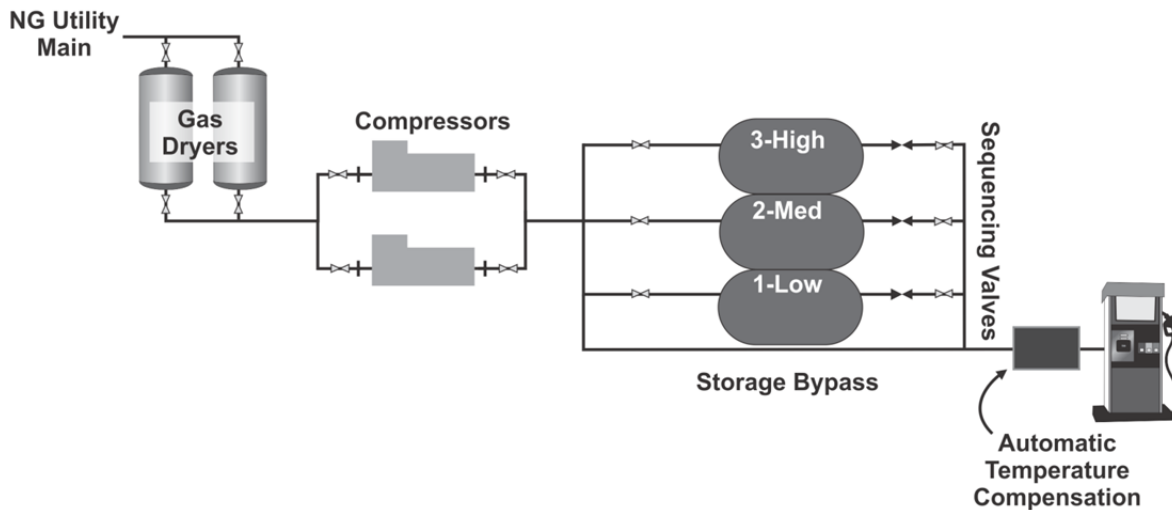 NG Utility
Main
Gas
Dryers
Compressors
3-High
2-Med
1-Low
Sequencing Valves
Storage Bypass
Automatic
Temperature
Compensation